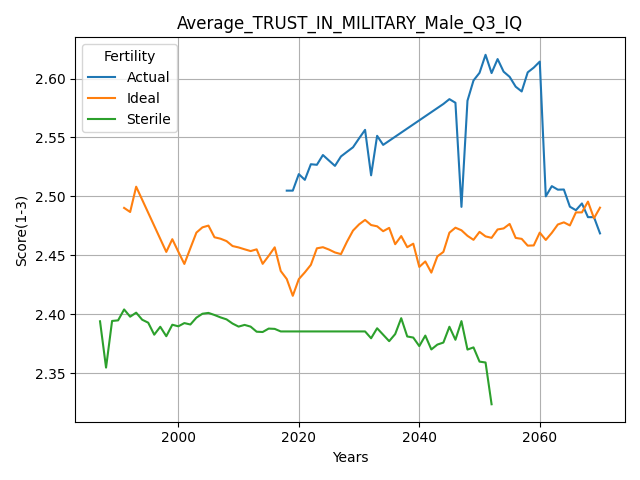 Average_TRUST_IN_MILITARY_Male_Q3_IQ
Fertility
Actual
Ideal
Sterile
Score(1-3)
2.60
2.55
2.50
2.45
2.40
2.35
2000
2020
2040
2060
Years